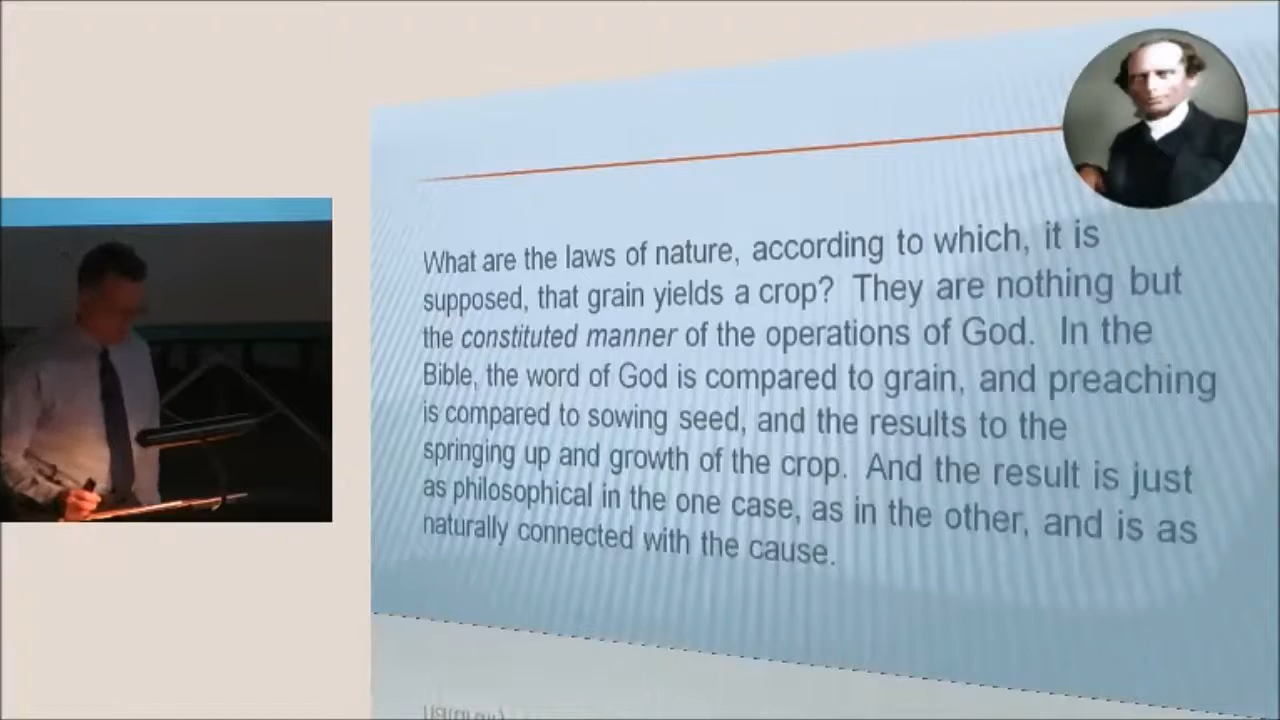 What are the laws of nature, according to which, it is
supposed, that grain yields a crop? They are nothing but
the constituted manner of the operations of God. In the
Bible, the word of God is compared to grain, and preaching
is compared to sowing seed, and the results to the
springing up and growth of the crop. And the result is just
as philosophical in the one case, as in the other, and is as
naturally connected with the cause.